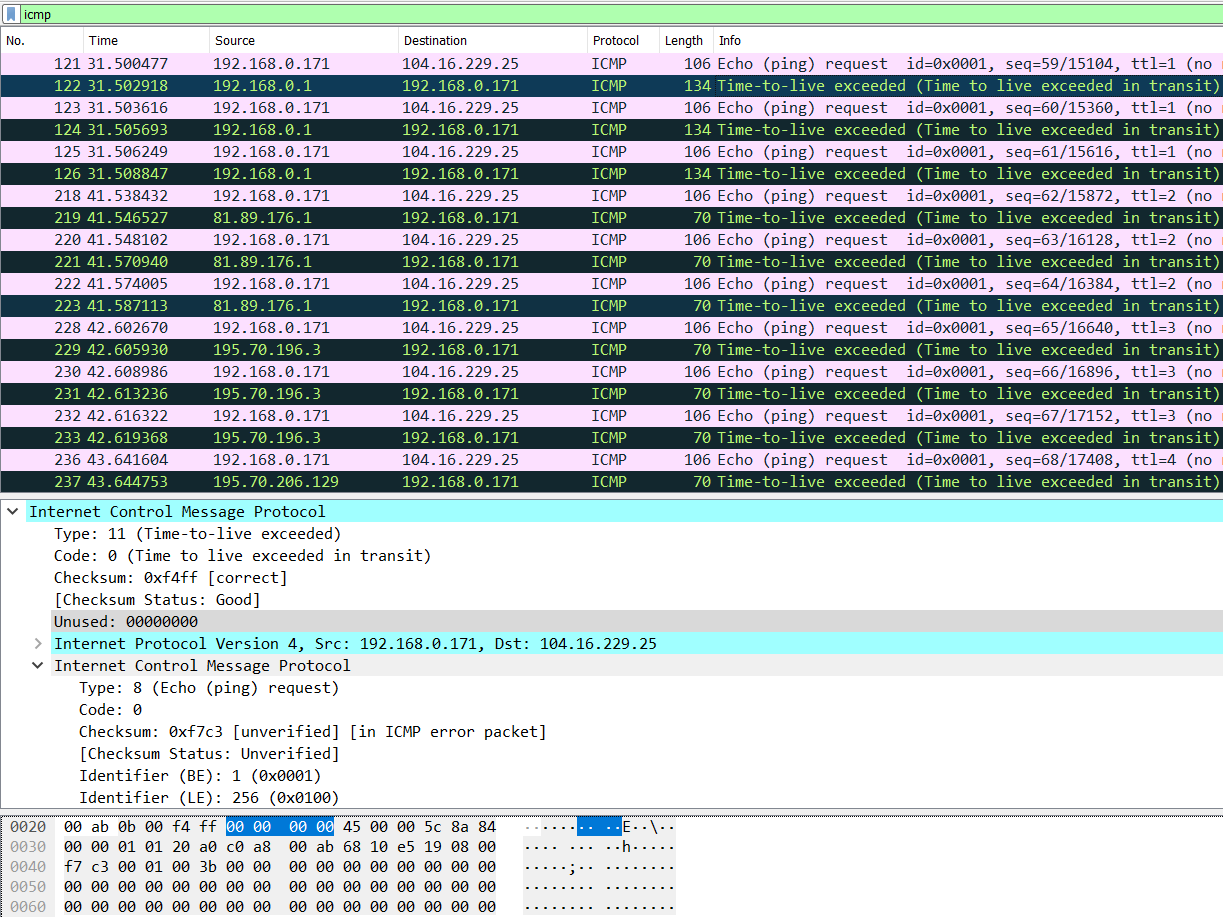 icmp
No. Time Source Destination Protocol Length Info
121 31.500477 192.168.0.171 104.16.229.25 ICMP 106 Echo (ping) request id=0x0001, seq=59/15104, ttl=1 (no
122 31.502918 192.168.0.1 192.168.0.171 ICMP 134 Time-to-live exceeded (Time to live exceeded in transit)
123 31.503616 192.168.0.171 104.16.229.25 ICMP 106 Echo (ping) request id=0x0001, seq=60/15360, ttl=1 (no
124 31.505693 192.168.0.1 192.168.0.171 ICMP 134 Time-to-live exceeded (Time to live exceeded in transit)
125 31.506249 192.168.0.171 104.16.229.25 ICMP 106 Echo (ping) request id=0x0001, seq=61/15616, ttl=1 (no
126 31.508847 192.168.0.1 192.168.0.171 ICMP 134 Time-to-live exceeded (Time to live exceeded in transit)
218 41.538432 192.168.0.171 104.16.229.25 ICMP 106 Echo (ping) request id=0x0001, seq=62/15872, ttl=2 (no
219 41.546527 81.89.176.1 192.168.0.171 ICMP 70 Time-to-live exceeded (Time to live exceeded in transit)
220 41.548102 192.168.0.171 104.16.229.25 ICMP 106 Echo (ping) request id=0x0001, seq=63/16128, ttl=2 (no
221 41.570940 81.89.176.1 192.168.0.171 ICMP 70 Time-to-live exceeded (Time to live exceeded in transit)
222 41.574005 192.168.0.171 104.16.229.25 ICMP 106 Echo (ping) request id=0x0001, seq=64/16384, ttl=2 (no
223 41.587113 81.89.176.1 192.168.0.171 ICMP 70 Time-to-live exceeded (Time to live exceeded in transit)
228 42.602670 192.168.0.171 104.16.229.25 ICMP 106 Echo (ping) request id=0x0001, seq=65/16640, ttl=3 (no
229 42.605930 195.70.196.3 192.168.0.171 ICMP 70 Time-to-live exceeded (Time to live exceeded in transit)
230 42.608986 192.168.0.171 104.16.229.25 ICMP 106 Echo (ping) request id=0x0001, seq=66/16896, ttl=3 (no
231 42.613236 195.70.196.3 192.168.0.171 ICMP 70 Time-to-live exceeded (Time to live exceeded in transit)
232 42.616322 192.168.0.171 104.16.229.25 ICMP 106 Echo (ping) request id=0x0001, seq=67/17152, ttl=3 (no
233 42.619368 195.70.196.3 192.168.0.171 ICMP 70 Time-to-live exceeded (Time to live exceeded in transit)
236 43.641604 192.168.0.171 104.16.229.25 ICMP 106 Echo (ping) request id=0x0001, seq=68/17408, ttl=4 (no
237 43.644753 195.70.206.129 192.168.0.171 ICMP 70 Time-to-live exceeded (Time to live exceeded in transit)
Internet Control Message Protocol
Type: 11 (Time-to-live exceeded)
Code: 0 (Time to live exceeded in transit)
Checksum: 0xf4ff [correct]
[Checksum Status: Good]
Unused: 00000000
Internet Protocol Version 4, Src: 192.168.0.171, Dst: 104.16.229.25
Internet Control Message Protocol
Type: 8 (Echo (ping) request)
Code: 0
Checksum: 0xf7c3 [unverified] [in ICMP error packet]
[Checksum Status: Unverified]
Identifier (BE): 1 (0x0001)
Identifier (LE): 256 (0x0100)
0020 00 ab 0b 00 f4 ff 00 00 00 00 45 00 00 5c 8a 84 ········ ··E··\··
0030 00 00 01 01 20 a0 c0 a8 00 ab 68 10 e5 19 08 00 ···· ··· ··h·····
0040 f7 c3 00 01 00 3b 00 00 00 00 00 00 00 00 00 00 ·····;·· ········
0050 00 00 00 00 00 00 00 00 00 00 00 00 00 00 00 00 ········ ········
0060 00 00 00 00 00 00 00 00 00 00 00 00 00 00 00 00 ········ ········